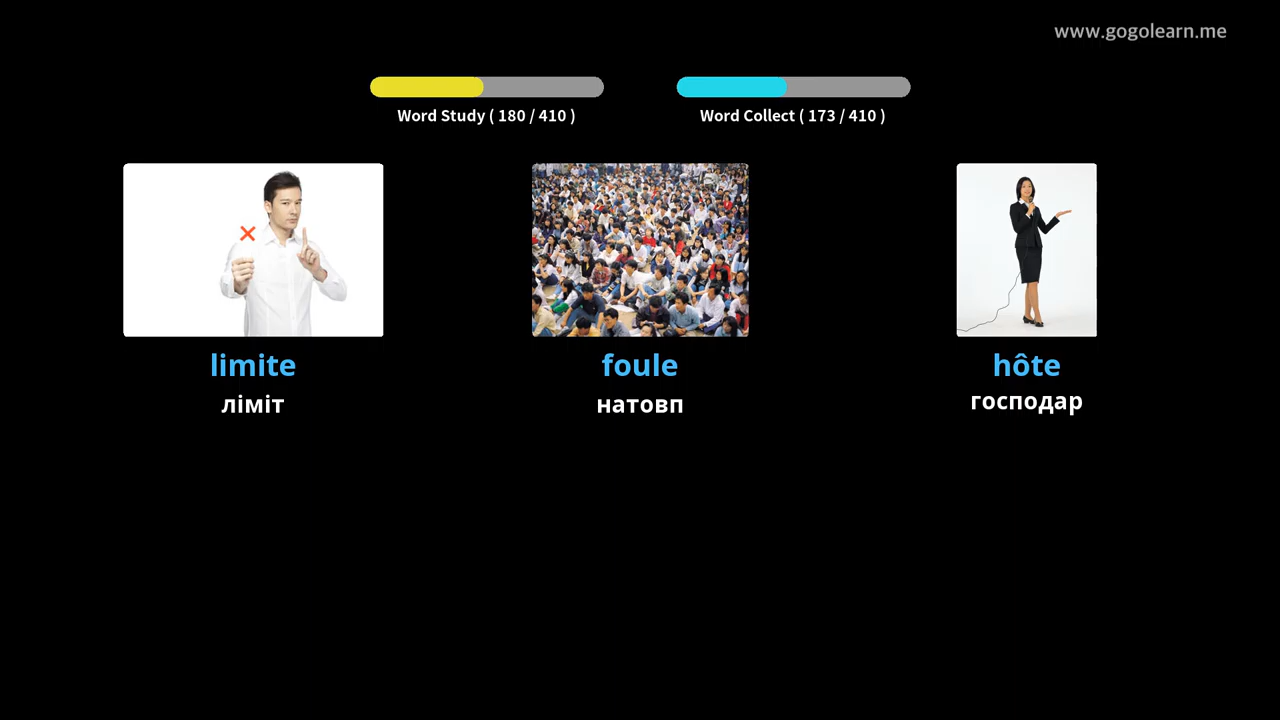 www.gogolearn.me
Word Study ( 180 / 410 )
Word Collect ( 173 / 410 )
limite
foule
hôte
ліміт
натовп
господар